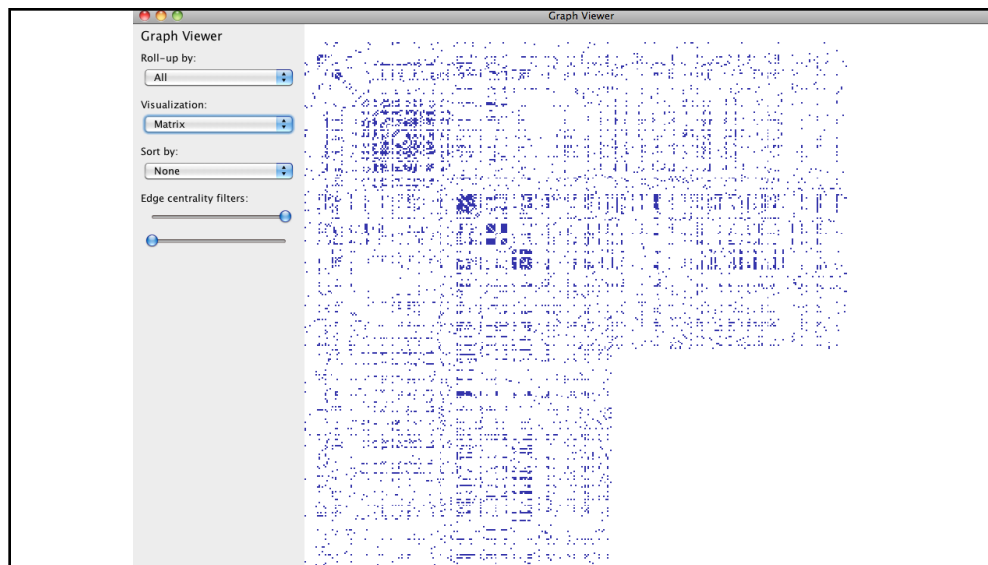 Graph Viewer
Graph Viewer
Roll-up by:
All
Visualization:
Matrix
Sort by:
None
Edge centrality filters: